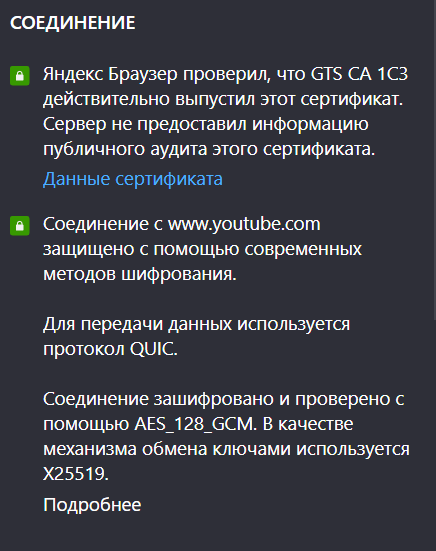 СОЕДИНЕНИЕ
Яндекс Браузер проверил, что GTS CA 1C3
действительно выпустил этот сертификат.
Сервер не предоставил информацию
публичного аудита этого сертификата.
Данные сертификата
Соединение с www.youtube.com
защищено с помощью современных
методов шифрования.
Для передачи данных используется
протокол QUIC.
Соединение зашифровано и проверено с
помощью AES_128_GCM. В качестве
механизма обмена ключами используется
X25519.
Подробнее